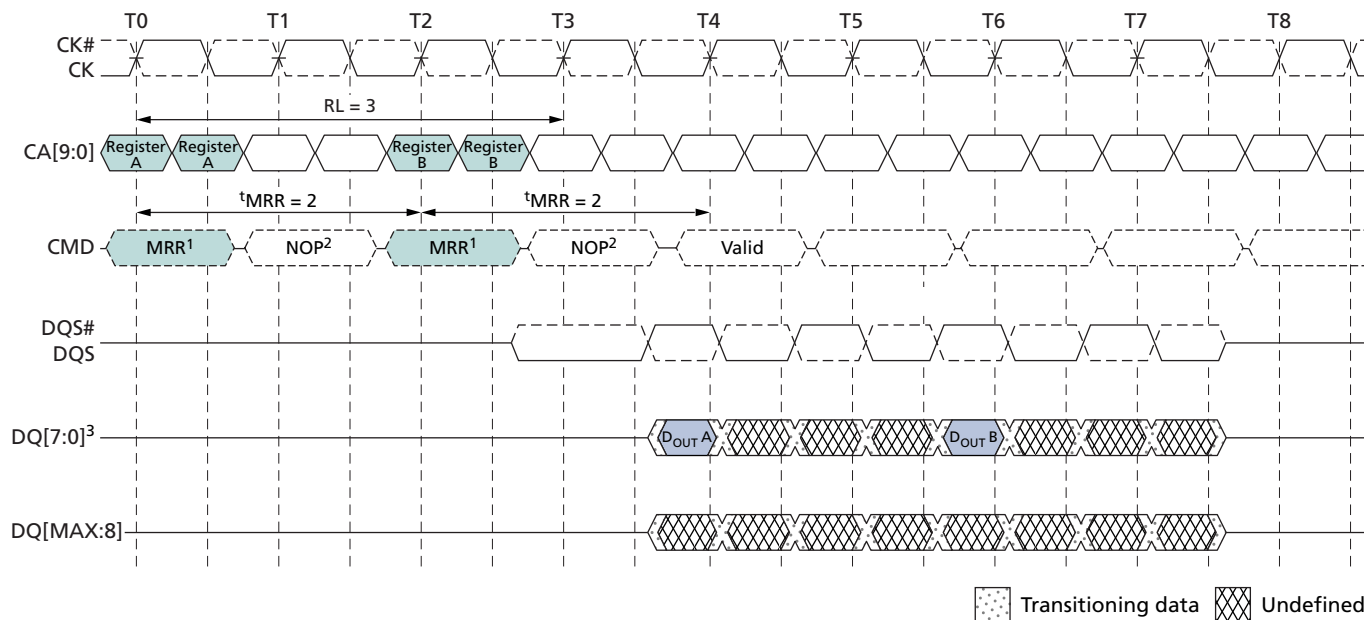 T0 T1 T2 T3 T4 T5 T6 T7 T8
CK#
CK
RL = 3
CA[9:0]
Register A
Register A
Register B
Register B
tMRR = 2
tMRR = 2
CMD
MRR1
NOP2
MRR1
NOP2
Valid
DQS#
DQS
DQ[7:0]3
DOUT A
DOUT B
DQ[MAX:8]
Transitioning data
Undefined